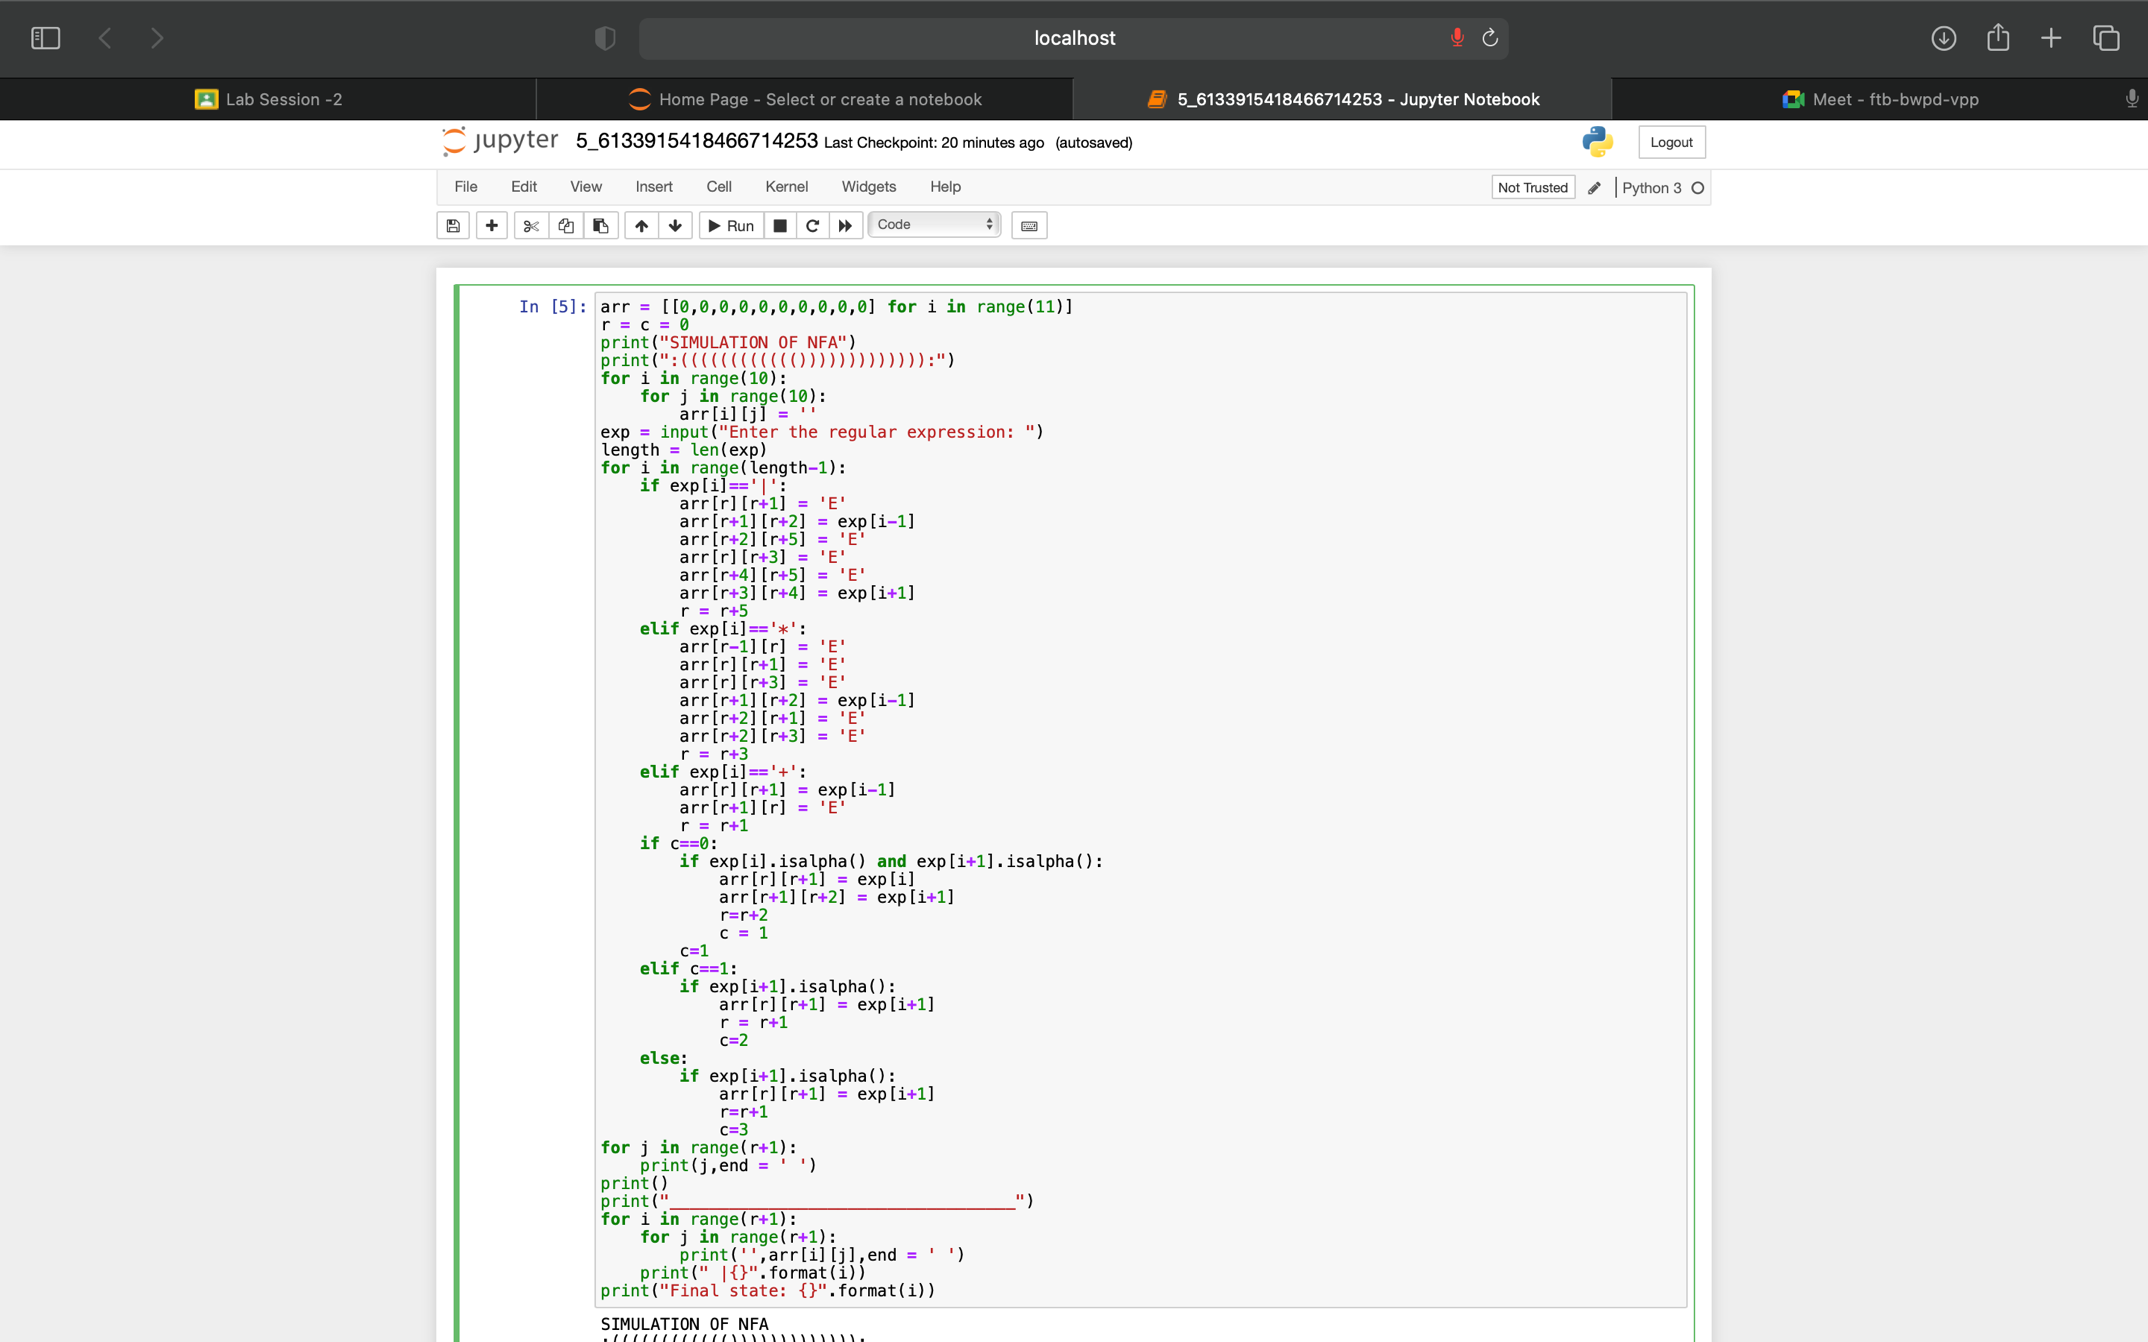 localhost
Lab Session -2
Home Page - Select or create a notebook
5_6133915418466714253 - Jupyter Notebook
Meet - ftb-bwpd-vpp
jupyter 5_6133915418466714253 Last Checkpoint: 20 minutes ago (autosaved)
Logout
File Edit View Insert Cell Kernel Widgets Help
Not Trusted
Python 3
Run
Code
In [5]:
arr = [[0,0,0,0,0,0,0,0,0,0] for i in range(11)]
r = c = 0
print("SIMULATION OF NFA")
print(":(((((((((((())))))))))))):")
for i in range(10):
    for j in range(10):
        arr[i][j] = ''
exp = input("Enter the regular expression: ")
length = len(exp)
for i in range(length-1):
    if exp[i]=='|':
        arr[r][r+1] = 'E'
        arr[r+1][r+2] = exp[i-1]
        arr[r+2][r+5] = 'E'
        arr[r][r+3] = 'E'
        arr[r+4][r+5] = 'E'
        arr[r+3][r+4] = exp[i+1]
        r = r+5
    elif exp[i]=='*':
        arr[r-1][r] = 'E'
        arr[r][r+1] = 'E'
        arr[r][r+3] = 'E'
        arr[r+1][r+2] = exp[i-1]
        arr[r+2][r+1] = 'E'
        arr[r+2][r+3] = 'E'
        r = r+3
    elif exp[i]=='+':
        arr[r][r+1] = exp[i-1]
        arr[r+1][r] = 'E'
        r = r+1
    if c==0:
        if exp[i].isalpha() and exp[i+1].isalpha():
            arr[r][r+1] = exp[i]
            arr[r+1][r+2] = exp[i+1]
            r=r+2
            c = 1
        c=1
    elif c==1:
        if exp[i+1].isalpha():
            arr[r][r+1] = exp[i+1]
            r = r+1
            c=2
    else:
        if exp[i+1].isalpha():
            arr[r][r+1] = exp[i+1]
            r=r+1
            c=3
for j in range(r+1):
    print(j,end = ' ')
print()
print("___________________________________")
for i in range(r+1):
    for j in range(r+1):
        print('',arr[i][j],end = ' ')
    print(" |{}".format(i))
print("Final state: {}".format(i))
SIMULATION OF NFA